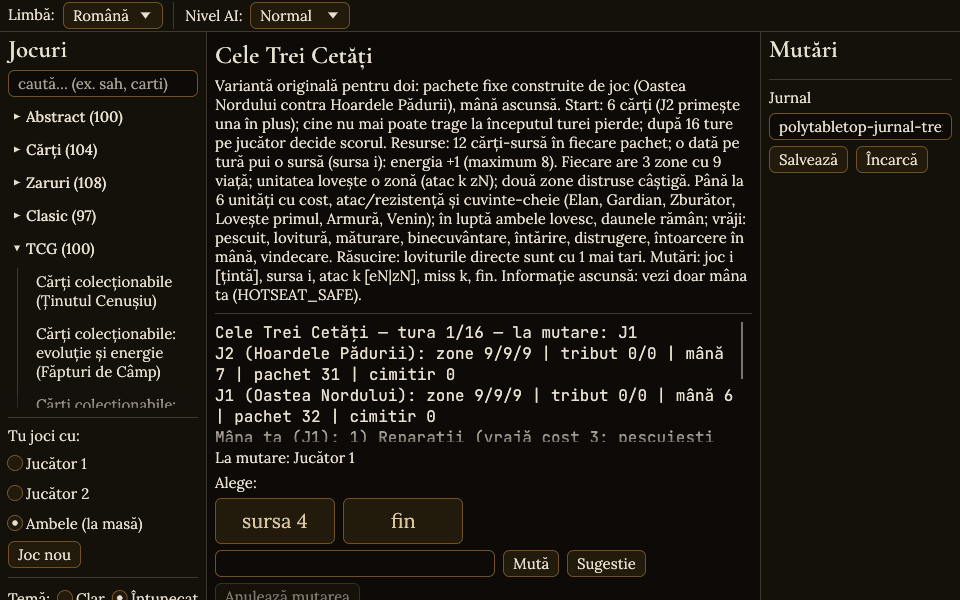 Limbă: Română ▼ Nivel AI: Normal ▼
Jocuri
caută... (ex. sah, carti)
▸ Abstract (100)
▸ Cărți (104)
▸ Zaruri (108)
▸ Clasic (97)
▾ TCG (100)
Cărți colecționabile
(Ținutul Cenușiu)
Cărți colecționabile:
evoluție și energie
(Făpturi de Câmp)
Cărți colecționabile:
Tu joci cu:
Jucător 1
Jucător 2
Ambele (la masă)
Joc nou
Temă: Clar Întunecat
Cele Trei Cetăți
Variantă originală pentru doi: pachete fixe construite de joc (Oastea
Nordului contra Hoardele Pădurii), mână ascunsă. Start: 6 cărți (J2 primește
una în plus); cine nu mai poate trage la începutul turei pierde; după 16 ture
pe jucător decide scorul. Resurse: 12 cărți-sursă în fiecare pachet; o dată pe
tură pui o sursă (sursa i): energia +1 (maximum 8). Fiecare are 3 zone cu 9
viață; unitatea lovește o zonă (atac k zN); două zone distruse câștigă. Până la
6 unități cu cost, atac/rezistență și cuvinte-cheie (Elan, Gardian, Zburător,
Lovește primul, Armură, Venin); în luptă ambele lovesc, daunele rămân; vrăji:
pescuit, lovitură, măturare, binecuvântare, întărire, distrugere, întoarcere în
mână, vindecare. Răsucire: loviturile directe sunt cu 1 mai tari. Mutări: joc i
[țintă], sursa i, atac k [eN|zN], miss k, fin. Informație ascunsă: vezi doar mâna
ta (HOTSEAT_SAFE).
Cele Trei Cetăți — tura 1/16 — la mutare: J1
J2 (Hoardele Pădurii): zone 9/9/9 | tribut 0/0 | mână
7 | pachet 31 | cimitir 0
J1 (Oastea Nordului): zone 9/9/9 | tribut 0/0 | mână 6
| pachet 32 | cimitir 0
Mâna ta (J1): 1) Reparații (vrajă cost 3: pescuiești
La mutare: Jucător 1
Alege:
sursa 4 fin
Mută Sugestie
Anulează mutarea
Mutări
Jurnal
polytabletop-jurnal-tre
Salvează Încarcă